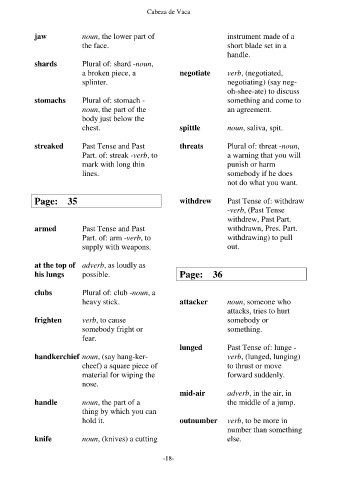 Cabeza de Vaca
jaw noun, the lower part of
the face.
shards Plural of: shard -noun,
a broken piece, a
splinter.
stomachs Plural of: stomach -
noun, the part of the
body just below the
chest.
streaked Past Tense and Past
Part. of: streak -verb, to
mark with long thin
lines.
Page: 35
armed Past Tense and Past
Part. of: arm -verb, to
supply with weapons.
at the top of adverb, as loudly as
his lungs possible.
clubs Plural of: club -noun, a
heavy stick.
frighten verb, to cause
somebody fright or
fear.
handkerchief noun, (say hang-ker-
cheef) a square piece of
material for wiping the
nose.
handle noun, the part of a
thing by which you can
hold it.
knife noun, (knives) a cutting
instrument made of a
short blade set in a
handle.
negotiate verb, (negotiated,
negotiating) (say neg-
oh-shee-ate) to discuss
something and come to
an agreement.
spittle noun, saliva, spit.
threats Plural of: threat -noun,
a warning that you will
punish or harm
somebody if he does
not do what you want.
withdrew Past Tense of: withdraw
-verb, (Past Tense
withdrew, Past Part.
withdrawn, Pres. Part.
withdrawing) to pull
out.
Page: 36
attacker noun, someone who
attacks, tries to hurt
somebody or
something.
lunged Past Tense of: lunge -
verb, (lunged, lunging)
to thrust or move
forward suddenly.
mid-air adverb, in the air, in
the middle of a jump.
outnumber verb, to be more in
number than something
else.
-18-